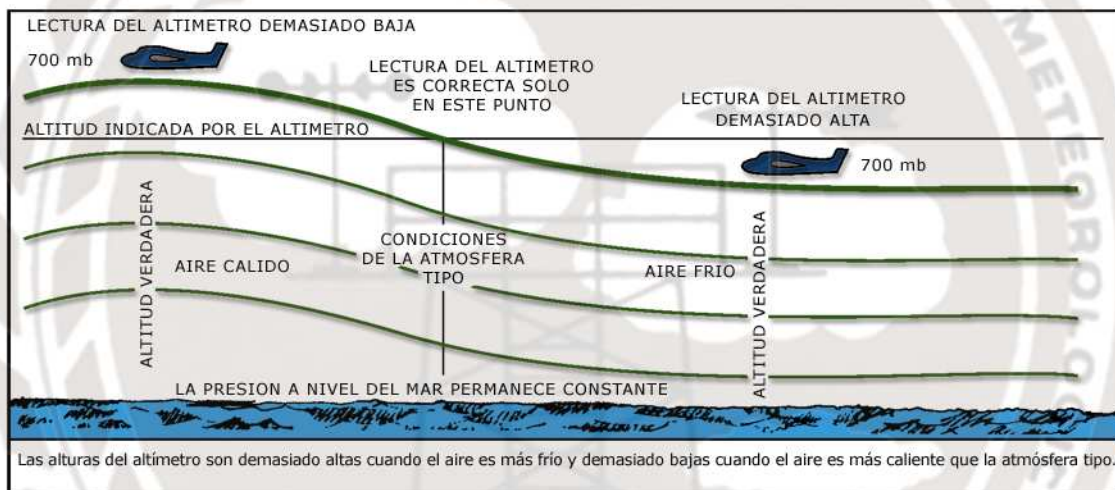 LECTURA DEL ALTIMETRO DEMASIADO BAJA
700 mb
LECTURA DEL ALTIMETRO
ES CORRECTA SOLO
EN ESTE PUNTO
LECTURA DEL ALTIMETRO
DEMASIADO ALTA
ALTITUD INDICADA POR EL ALTIMETRO
700 mb
ALTITUD VERDADERA
AIRE CALIDO
CONDICIONES
DE LA ATMOSFERA
TIPO
AIRE FRIO
ALTITUD VERDADERA
LA PRESION A NIVEL DEL MAR PERMANECE CONSTANTE
Las alturas del altímetro son demasiado altas cuando el aire es más frío y demasiado bajas cuando el aire es más caliente que la atmósfera tipo.